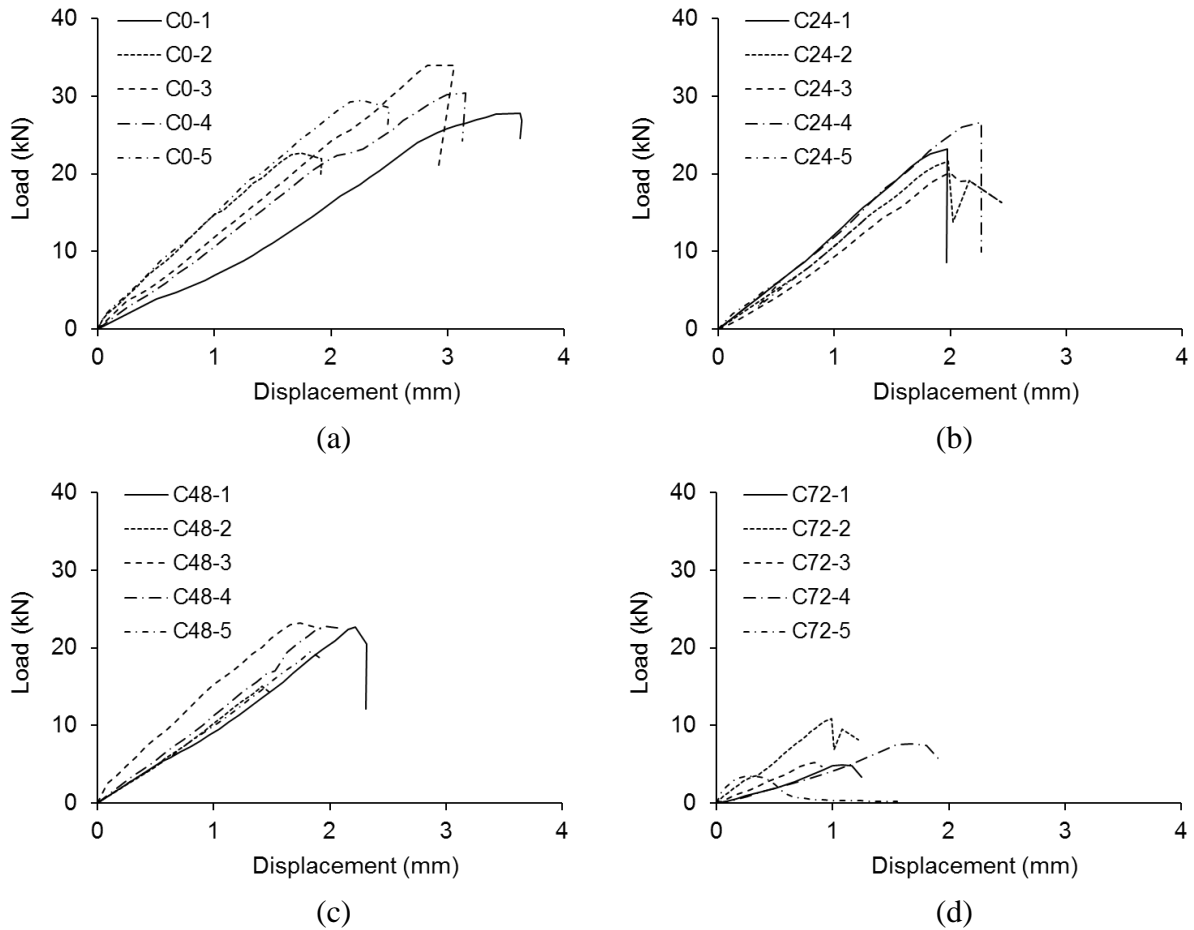 C0-1
C0-2
C0-3
C0-4
C0-5
40
30
20
10
0
Load (kN)
0 1 2 3 4
Displacement (mm)
(a)
C24-1
C24-2
C24-3
C24-4
C24-5
40
30
20
10
0
Load (kN)
0 1 2 3 4
Displacement (mm)
(b)
C48-1
C48-2
C48-3
C48-4
C48-5
40
30
20
10
0
Load (kN)
0 1 2 3 4
Displacement (mm)
(c)
C72-1
C72-2
C72-3
C72-4
C72-5
40
30
20
10
0
Load (kN)
0 1 2 3 4
Displacement (mm)
(d)